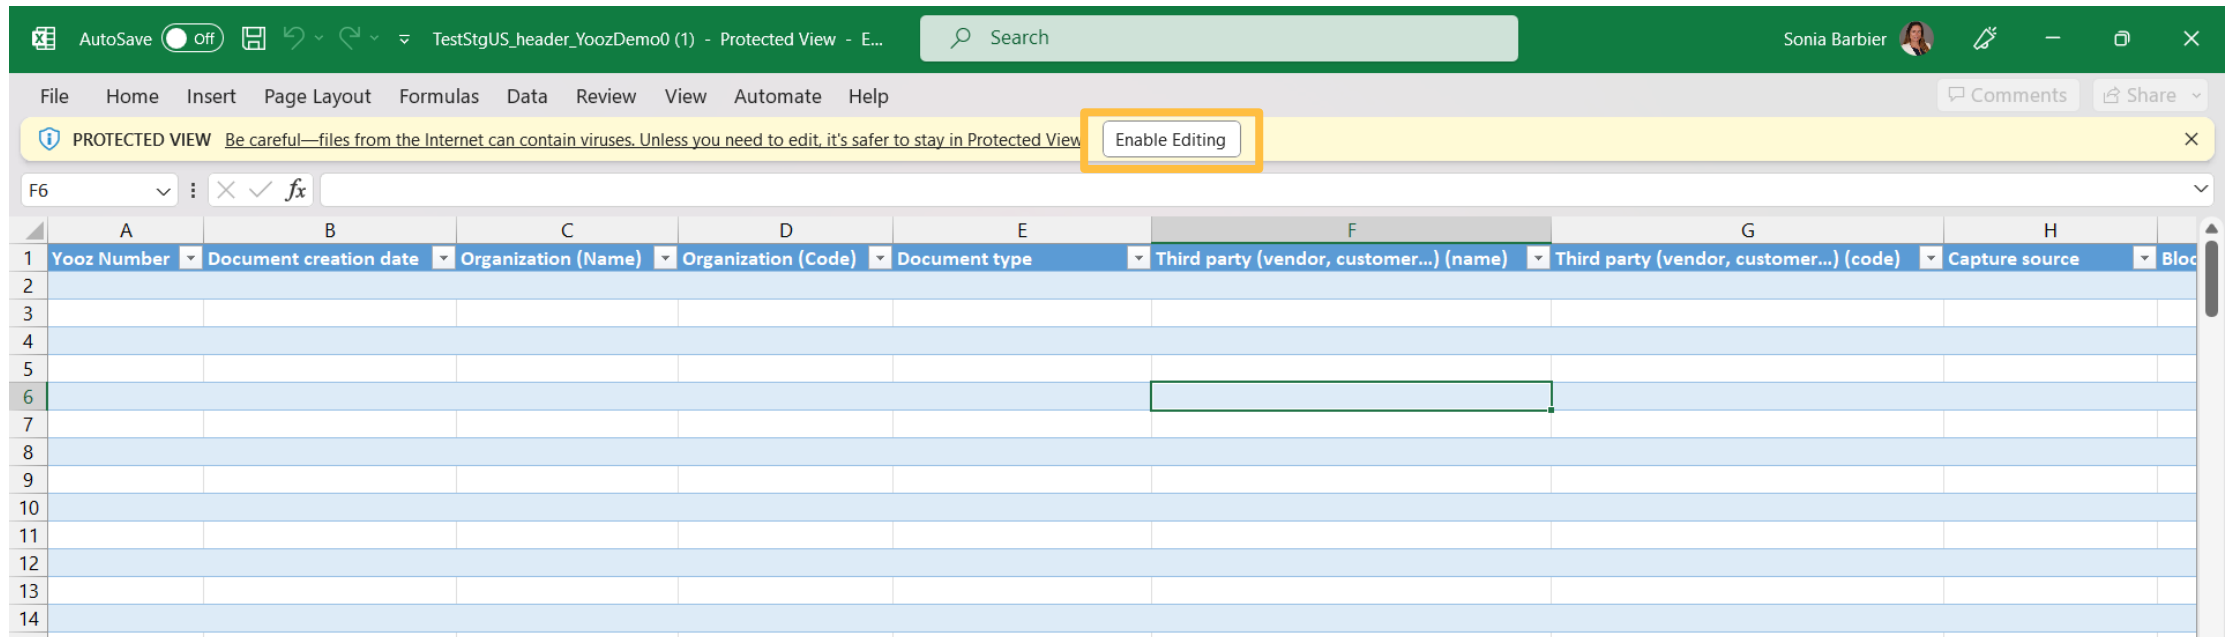 AutoSave Off TestStgUS_header_YoozDemo0 (1) - Protected View - E... Search Sonia Barbier
File Home Insert Page Layout Formulas Data Review View Automate Help Comments Share
PROTECTED VIEW Be careful—files from the Internet can contain viruses. Unless you need to edit, it's safer to stay in Protected View Enable Editing
F6 fx
A B C D E F G H
1 Yooz Number Document creation date Organization (Name) Organization (Code) Document type Third party (vendor, customer...) (name) Third party (vendor, customer...) (code) Capture source Bloc
2
3
4
5
6
7
8
9
10
11
12
13
14